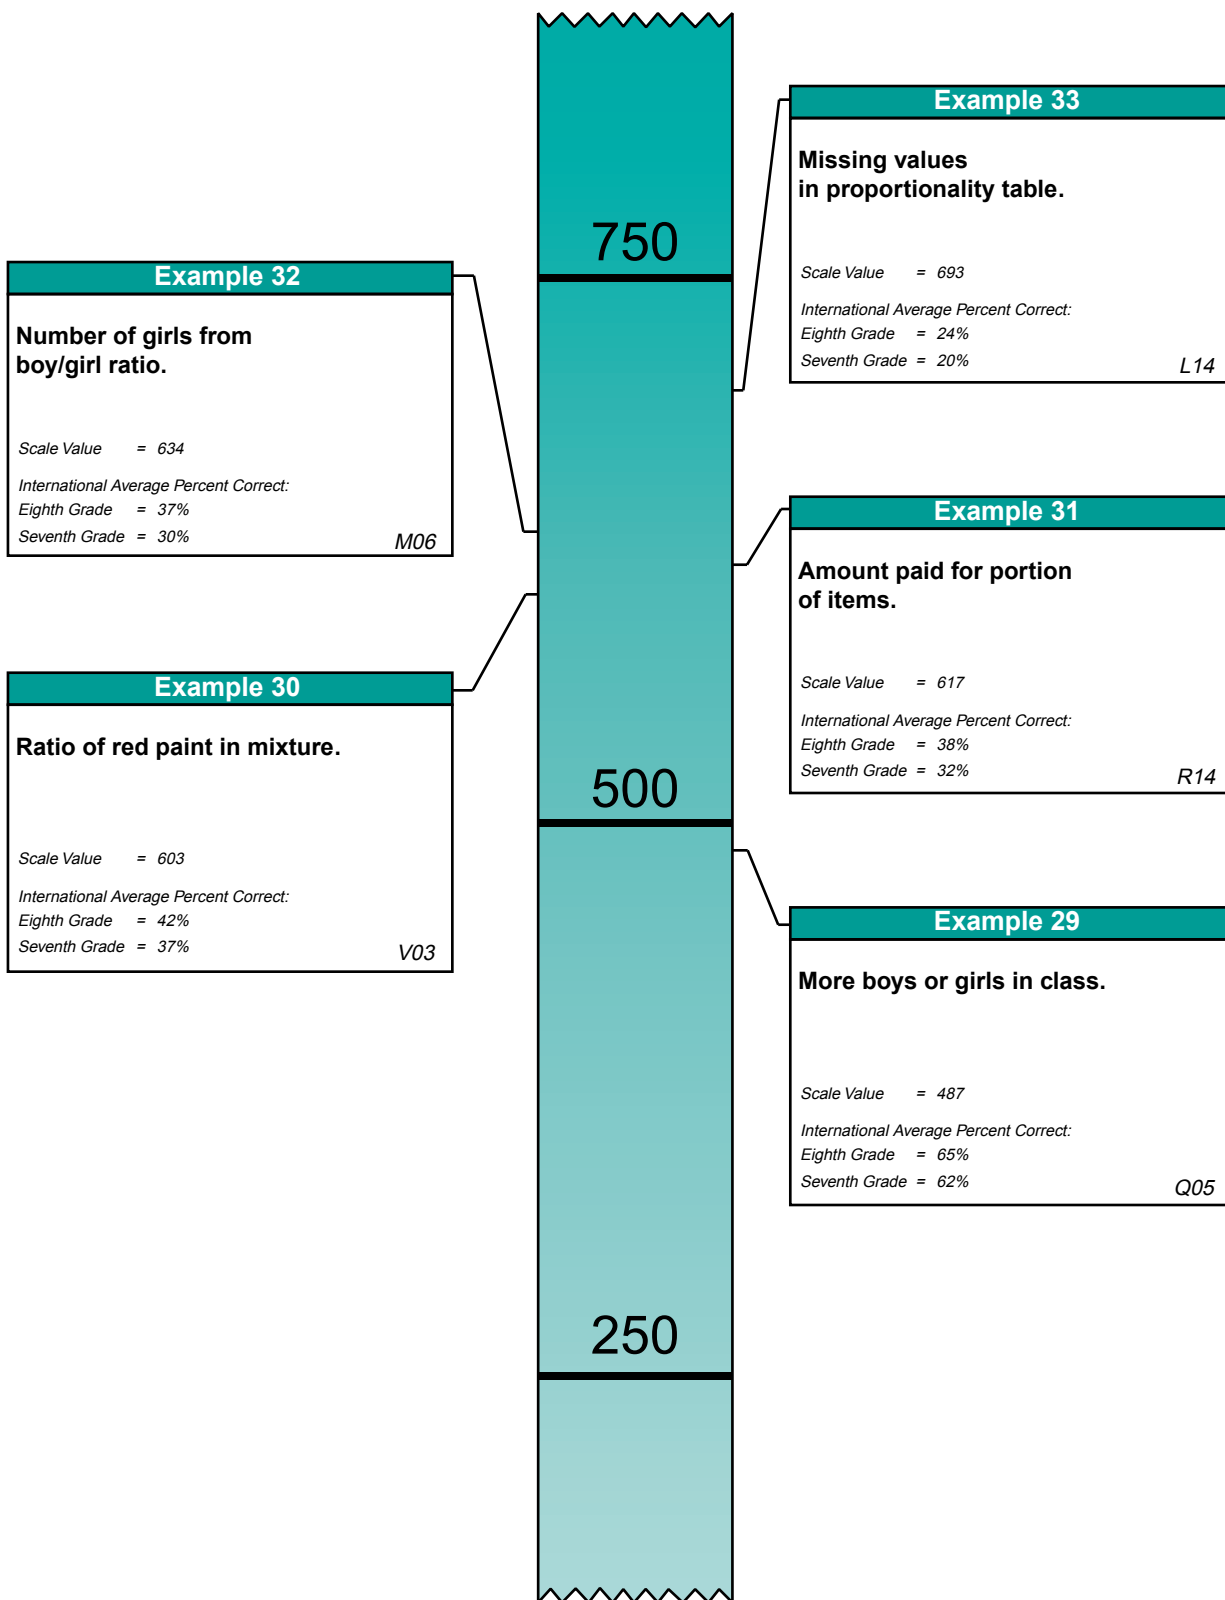 Example 33
Missing values
in proportionality table.
Scale Value = 693
International Average Percent Correct:
Eighth Grade = 24%
Seventh Grade = 20%
L14
750
Example 32
Number of girls from
boy/girl ratio.
Scale Value = 634
International Average Percent Correct:
Eighth Grade = 37%
Seventh Grade = 30%
M06
Example 31
Amount paid for portion
of items.
Scale Value = 617
International Average Percent Correct:
Eighth Grade = 38%
Seventh Grade = 32%
R14
Example 30
Ratio of red paint in mixture.
Scale Value = 603
International Average Percent Correct:
Eighth Grade = 42%
Seventh Grade = 37%
V03
500
Example 29
More boys or girls in class.
Scale Value = 487
International Average Percent Correct:
Eighth Grade = 65%
Seventh Grade = 62%
Q05
250